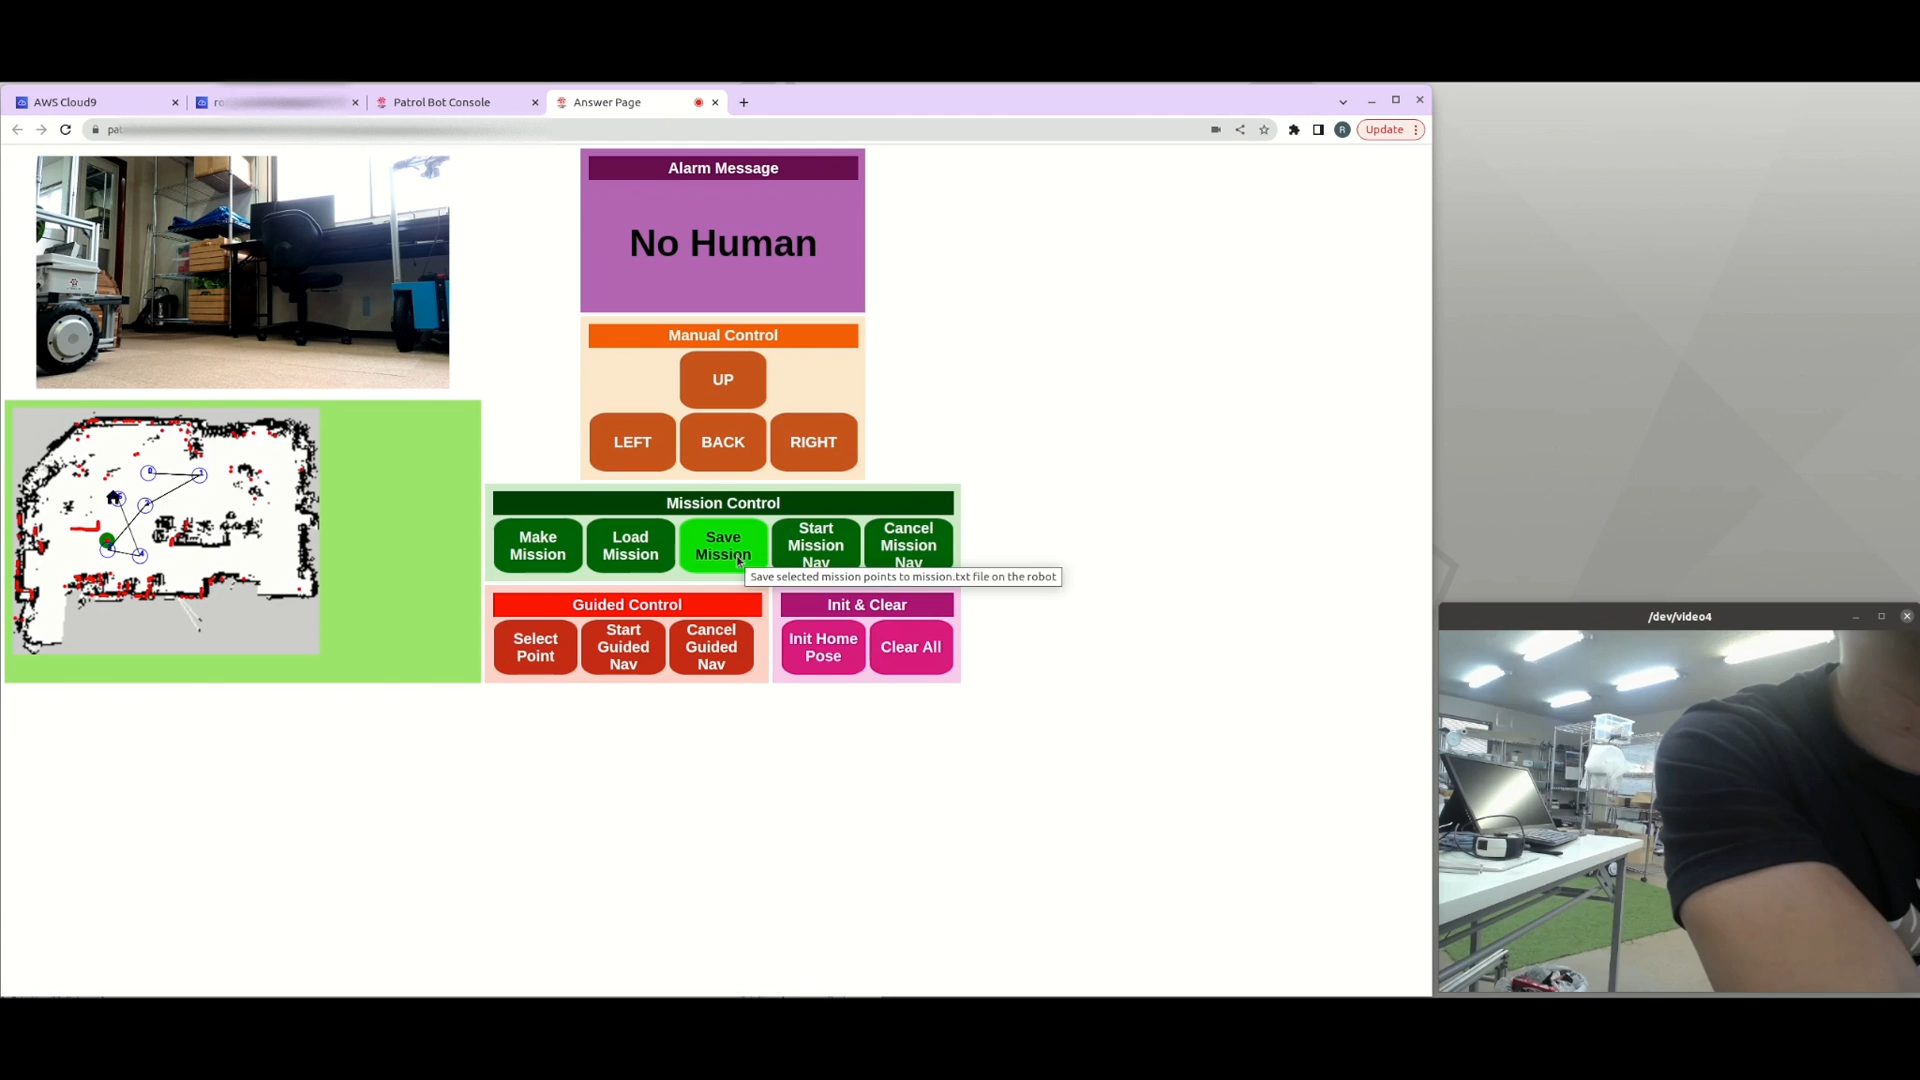 AWS Cloud9
Patrol Bot Console
Answer Page
Update
Alarm Message
No Human
Manual Control
UP
LEFT
BACK
RIGHT
Mission Control
Make
Mission
Load
Mission
Save
Mission
Start
Mission
Nav
Cancel
Mission
Nav
Save selected mission points to mission.txt file on the robot
Guided Control
Select
Point
Start
Guided
Nav
Cancel
Guided
Nav
Init & Clear
Init Home
Pose
Clear All
/dev/video4